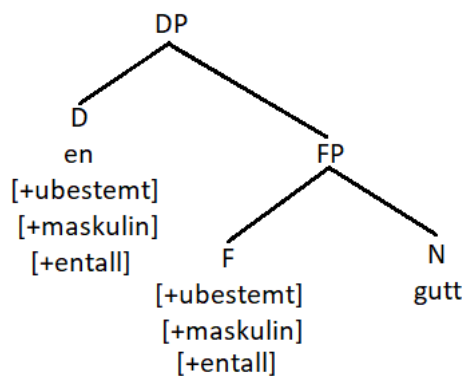 DP
D
en
[+ubestemt]
[+maskulin]
[+entall]
FP
F
[+ubestemt]
[+maskulin]
[+entall]
N
gutt